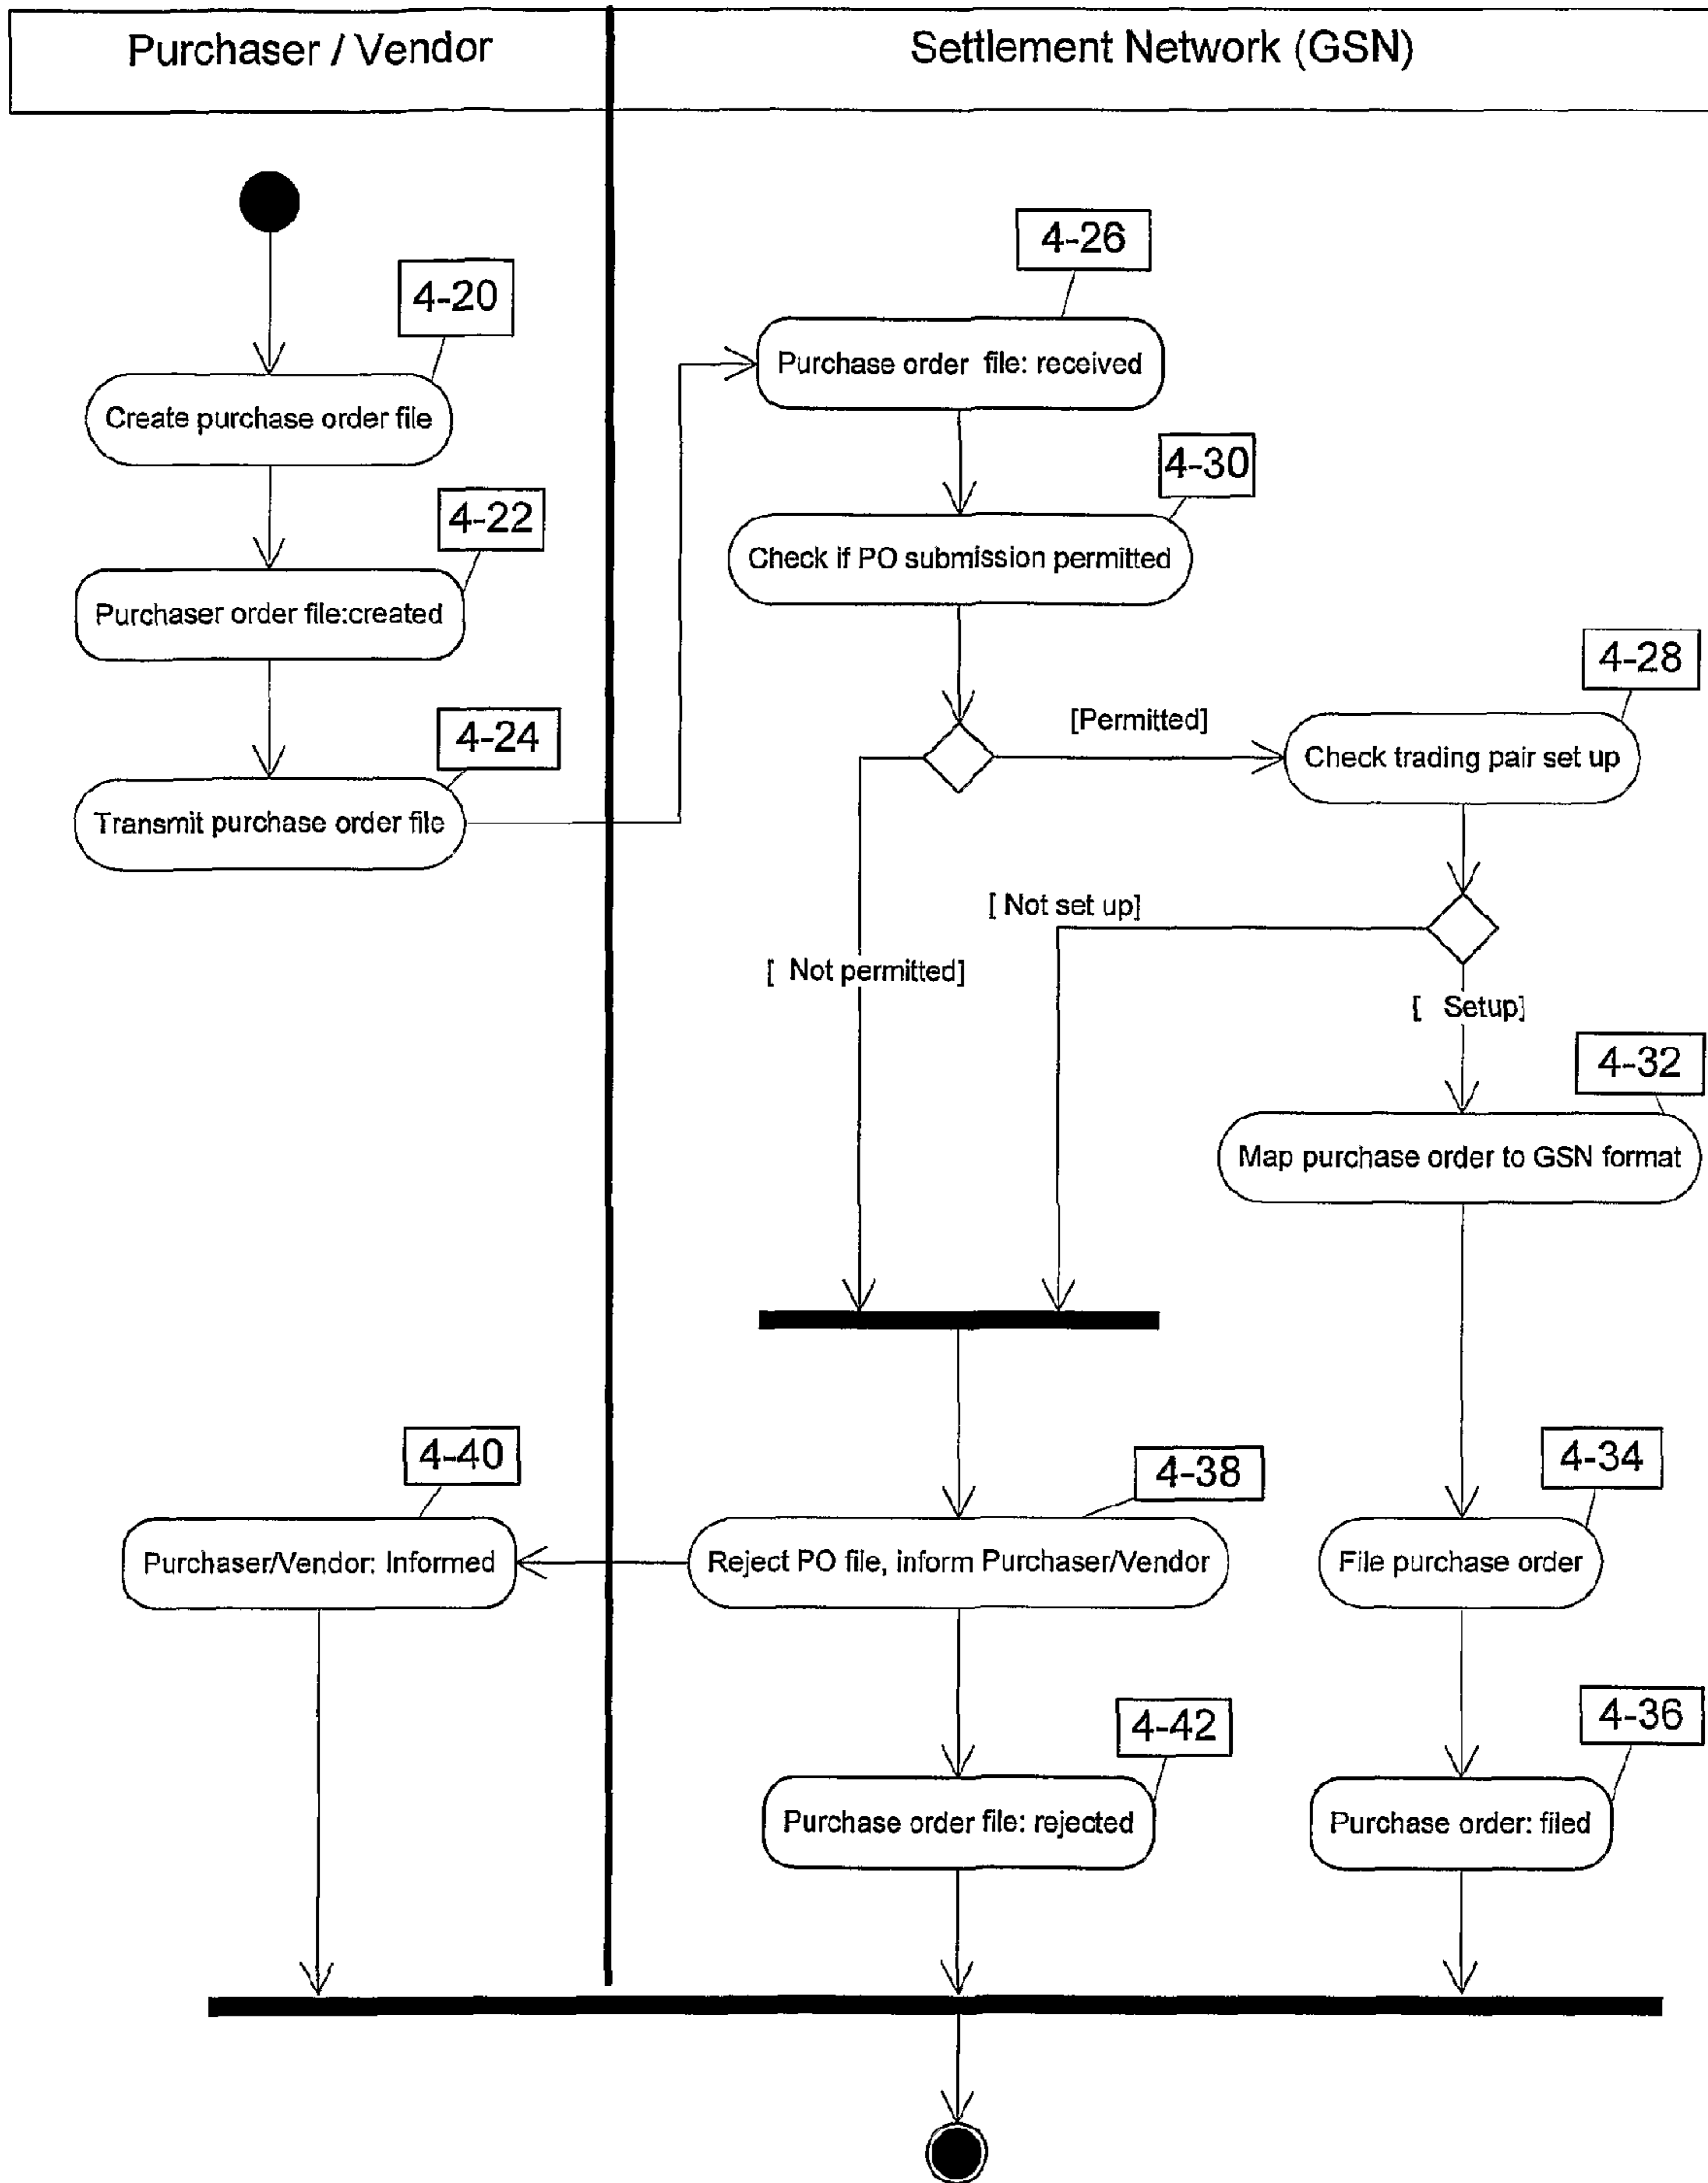 Purchaser / Vendor
Settlement Network (GSN)
4-26
4-20
Purchase order file: received
Create purchase order file
4-30
4-22
Check if PO submission permitted
Purchaser order file:created
4-28
4-24
[Permitted]
Check trading pair set up
Transmit purchase order file
[ Not set up]
[ Not permitted]
[ Setup]
4-32
Map purchase order to GSN format
4-40
4-38
4-34
Purchaser/Vendor: Informed
Reject PO file, inform Purchaser/Vendor
File purchase order
4-42
4-36
Purchase order file: rejected
Purchase order: filed